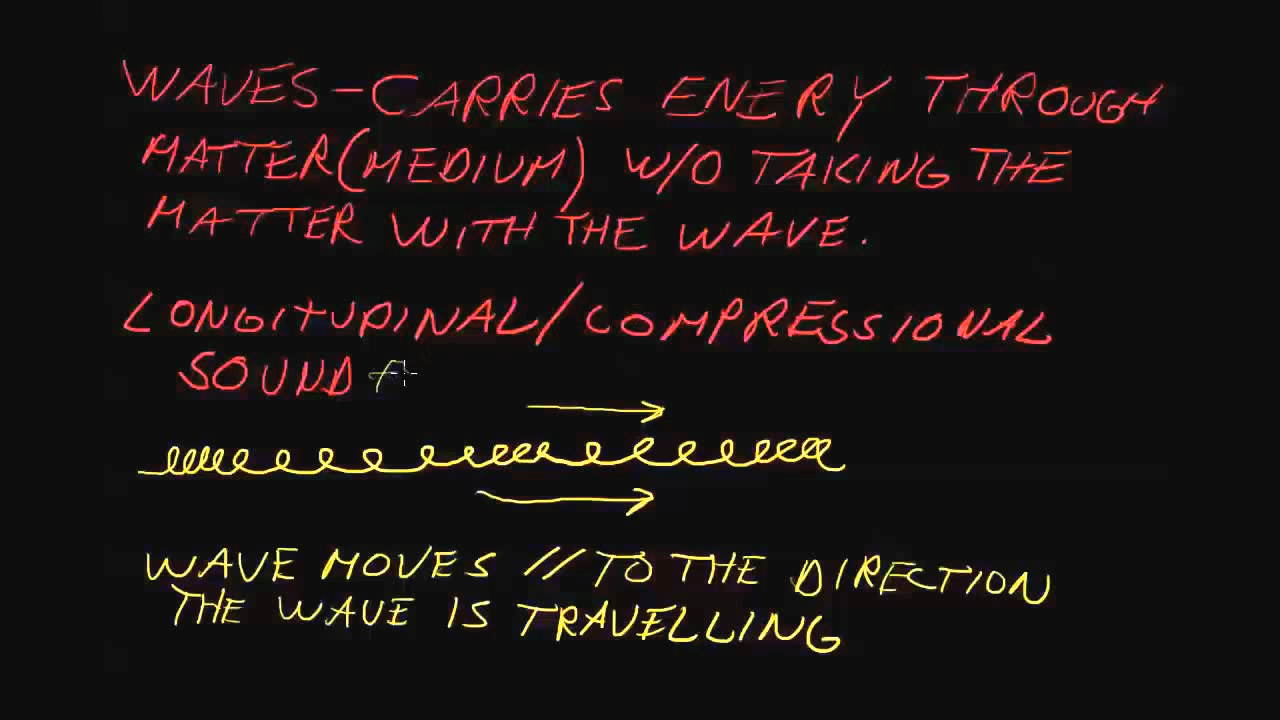 WAVES-CARRIES ENERY THROUGH
MATTER(MEDIUM) W/O TAKING THE
MATTER WITH THE WAVE.
LONGITUDINAL/COMPRESSIONAL
SOUND
WAVE MOVES // TO THE DIRECTION
THE WAVE IS TRAVELLING